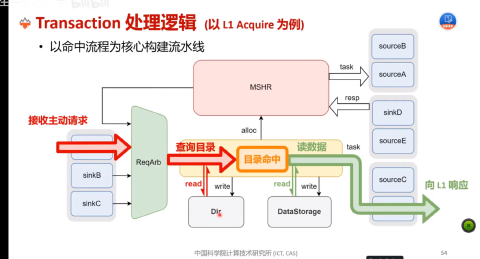 Transaction 处理逻辑 (以 L1 Acquire 为例)
• 以命中流程为核心构建流水线
MSHR
task
resp
sourceB
sourceA
sinkD
sourceE
接收主动请求
alloc
查询目录
读数据
task
ReqArb
目录命中
sinkB
sinkC
read
write
read
write
sourceC
向 L1 响应
Dir
DataStorage
中国科学院计算技术研究所 (ICT, CAS)
54